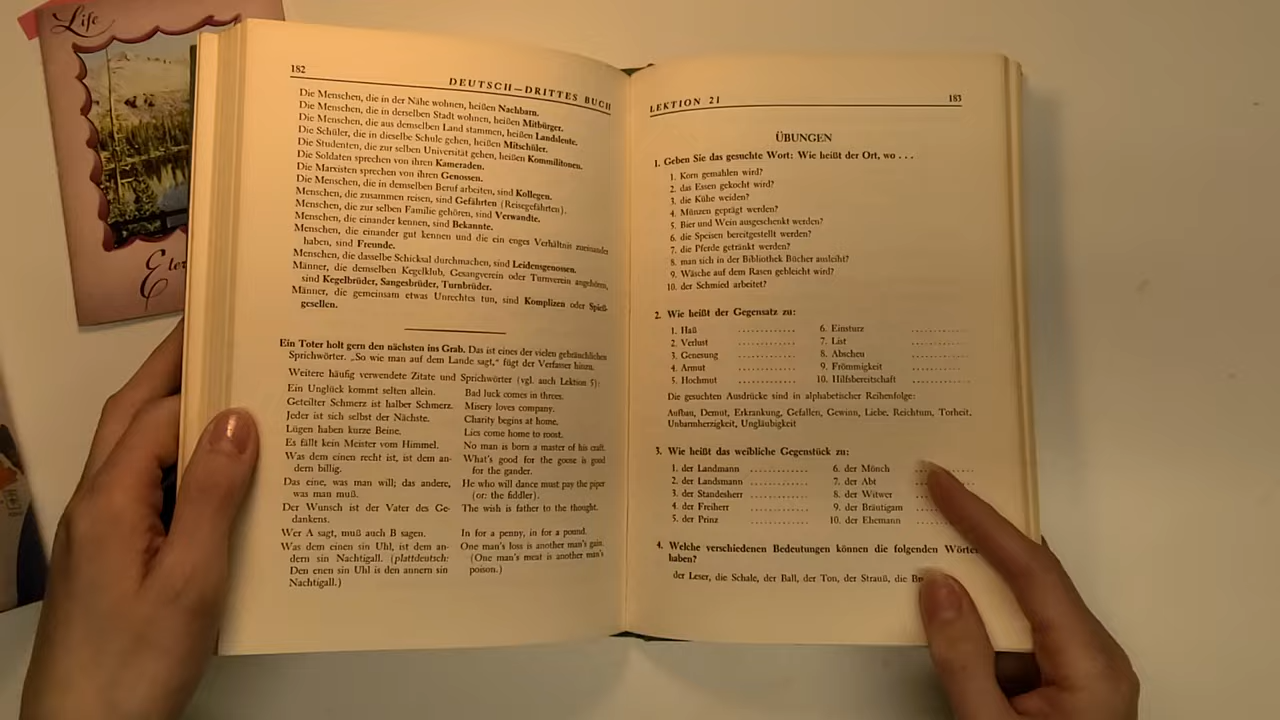 Life
182
DEUTSCH—DRITTES BUCH
Die Menschen, die in der Nähe wohnen, heißen Nachbarn.
Die Menschen, die in derselben Stadt wohnen, heißen Mitbürger.
Die Menschen, die aus demselben Land stammen, heißen Landsleute.
Die Schüler, die in dieselbe Schule gehen, heißen Mitschüler.
Die Studenten, die zur selben Universität gehen, heißen Kommilitonen.
Die Soldaten sprechen von ihren Kameraden.
Die Marxisten sprechen von ihren Genossen.
Die Menschen, die in demselben Beruf arbeiten, sind Kollegen.
Menschen, die zusammen reisen, sind Gefährten (Reisegefährten).
Menschen, die zur selben Familie gehören, sind Verwandte.
Menschen, die einander kennen, sind Bekannte.
Menschen, die einander gut kennen und die ein enges Verhältnis zueinander
haben, sind Freunde.
Menschen, die dasselbe Schicksal durchmachen, sind Leidensgenossen.
Männer, die demselben Kegelklub, Gesangverein oder Turnverein angehören,
sind Kegelbrüder, Sangesbrüder, Turnbrüder.
Männer, die gemeinsam etwas Unrechtes tun, sind Komplizen oder Spieß-
gesellen.
Ein Toter holt gern den nächsten ins Grab. Das ist eines der vielen gebräuchlichen
Sprichwörter. „So wie man auf dem Lande sagt,“ fügt der Verfasser hinzu.
Weitere häufig verwendete Zitate und Sprichwörter (vgl. auch Lektion 5):
Ein Unglück kommt selten allein. Bad luck comes in threes.
Geteilter Schmerz ist halber Schmerz. Misery loves company.
Jeder ist sich selbst der Nächste. Charity begins at home.
Lügen haben kurze Beine. Lies come home to roost.
Es fällt kein Meister vom Himmel. No man is born a master of his craft.
Was dem einen recht ist, ist dem an- What's good for the goose is good
dern billig. for the gander.
Das eine, was man will; das andere, He who will dance must pay the piper
was man muß. (or: the fiddler).
Der Wunsch ist der Vater des Ge- The wish is father to the thought.
dankens.
Wer A sagt, muß auch B sagen. In for a penny, in for a pound.
Was dem einen sin Uhl, ist dem an- One man's loss is another man's gain.
dern sin Nachtigall. (plattdeutsch: (One man's meat is another man's
Den enen sin Uhl is den annern sin poison.)
Nachtigall.)
LEKTION 21
183
ÜBUNGEN
1. Geben Sie das gesuchte Wort: Wie heißt der Ort, wo . . .
1. Korn gemahlen wird?
2. das Essen gekocht wird?
3. die Kühe weiden?
4. Münzen geprägt werden?
5. Bier und Wein ausgeschenkt werden?
6. die Speisen bereitgestellt werden?
7. die Pferde getränkt werden?
8. man sich in der Bibliothek Bücher ausleiht?
9. Wäsche auf dem Rasen gebleicht wird?
10. der Schmied arbeitet?
2. Wie heißt der Gegensatz zu:
1. Haß ............ 6. Einsturz ............
2. Verlust ............ 7. List ............
3. Genesung ............ 8. Abscheu ............
4. Armut ............ 9. Frömmigkeit ............
5. Hochmut ............ 10. Hilfsbereitschaft ............
Die gesuchten Ausdrücke sind in alphabetischer Reihenfolge:
Aufbau, Demut, Erkrankung, Gefallen, Gewinn, Liebe, Reichtum, Torheit,
Unbarmherzigkeit, Ungläubigkeit
3. Wie heißt das weibliche Gegenstück zu:
1. der Landmann ............ 6. der Mönch ............
2. der Landsmann ............ 7. der Abt ............
3. der Standesherr ............ 8. der Witwer ...
4. der Freiherr ............ 9. der Bräutigam ...
5. der Prinz ............ 10. der Ehemann ...
4. Welche verschiedenen Bedeutungen können die folgenden Wörter
haben?
der Leser, die Schale, der Ball, der Ton, der Strauß, die